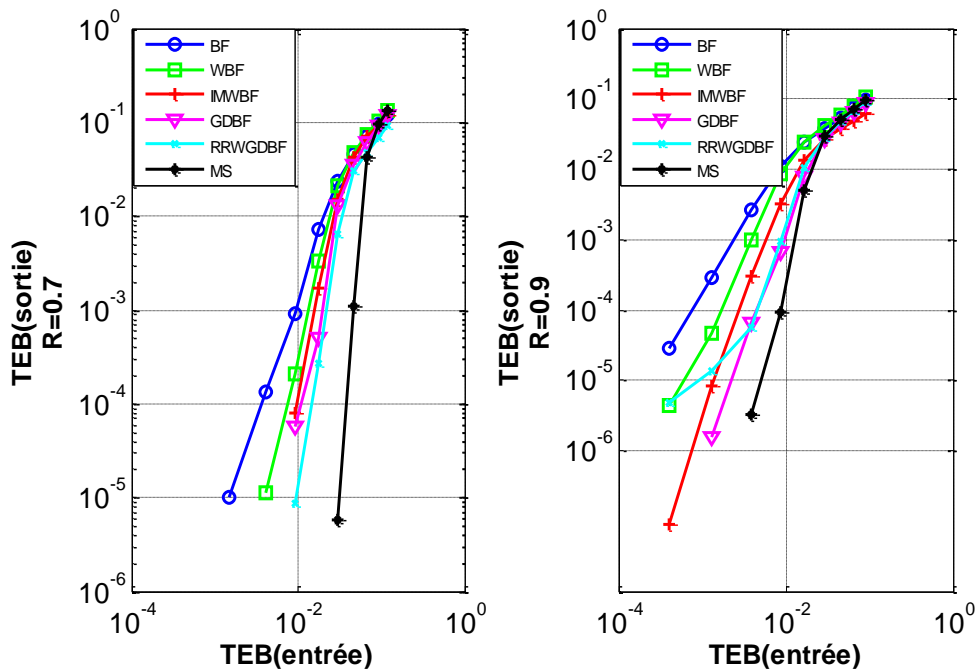 10^0
10^-1
10^-2
10^-3
10^-4
10^-5
10^-6
TEB(sortie)
R=0.7
BF
WBF
IMWBF
GDBF
RRWGDBF
MS
10^-4
10^-2
10^0
TEB(entrée)
10^0
10^-1
10^-2
10^-3
10^-4
10^-5
10^-6
TEB(sortie)
R=0.9
BF
WBF
IMWBF
GDBF
RRWGDBF
MS
10^-4
10^-2
10^0
TEB(entrée)